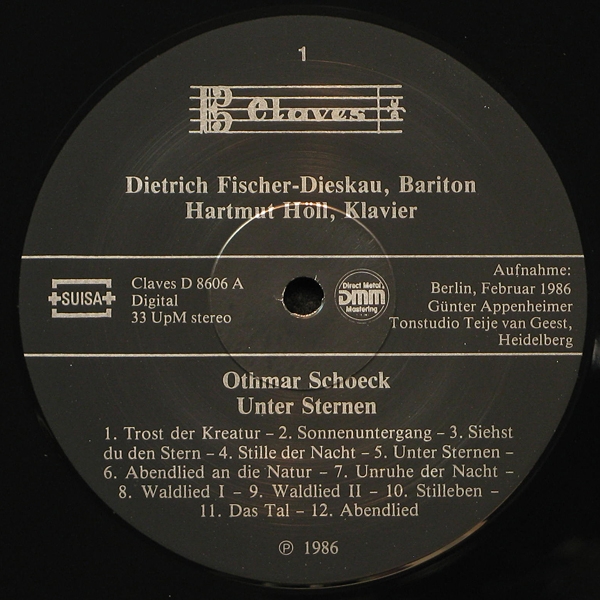 1
Claves
Dietrich Fischer-Dieskau, Bariton
Hartmut Höll, Klavier
SUISA
Claves D 8606 A
Digital
33 UpM stereo
Direct Metal
DMM
Mastering
Aufnahme:
Berlin, Februar 1986
Günter Appenheimer
Tonstudio Teije van Geest,
Heidelberg
Othmar Schoeck
Unter Sternen
1. Trost der Kreatur – 2. Sonnenuntergang – 3. Siehst
du den Stern – 4. Stille der Nacht – 5. Unter Sternen –
6. Abendlied an die Natur – 7. Unruhe der Nacht –
8. Waldlied I – 9. Waldlied II – 10. Stilleben –
11. Das Tal – 12. Abendlied
℗ 1986